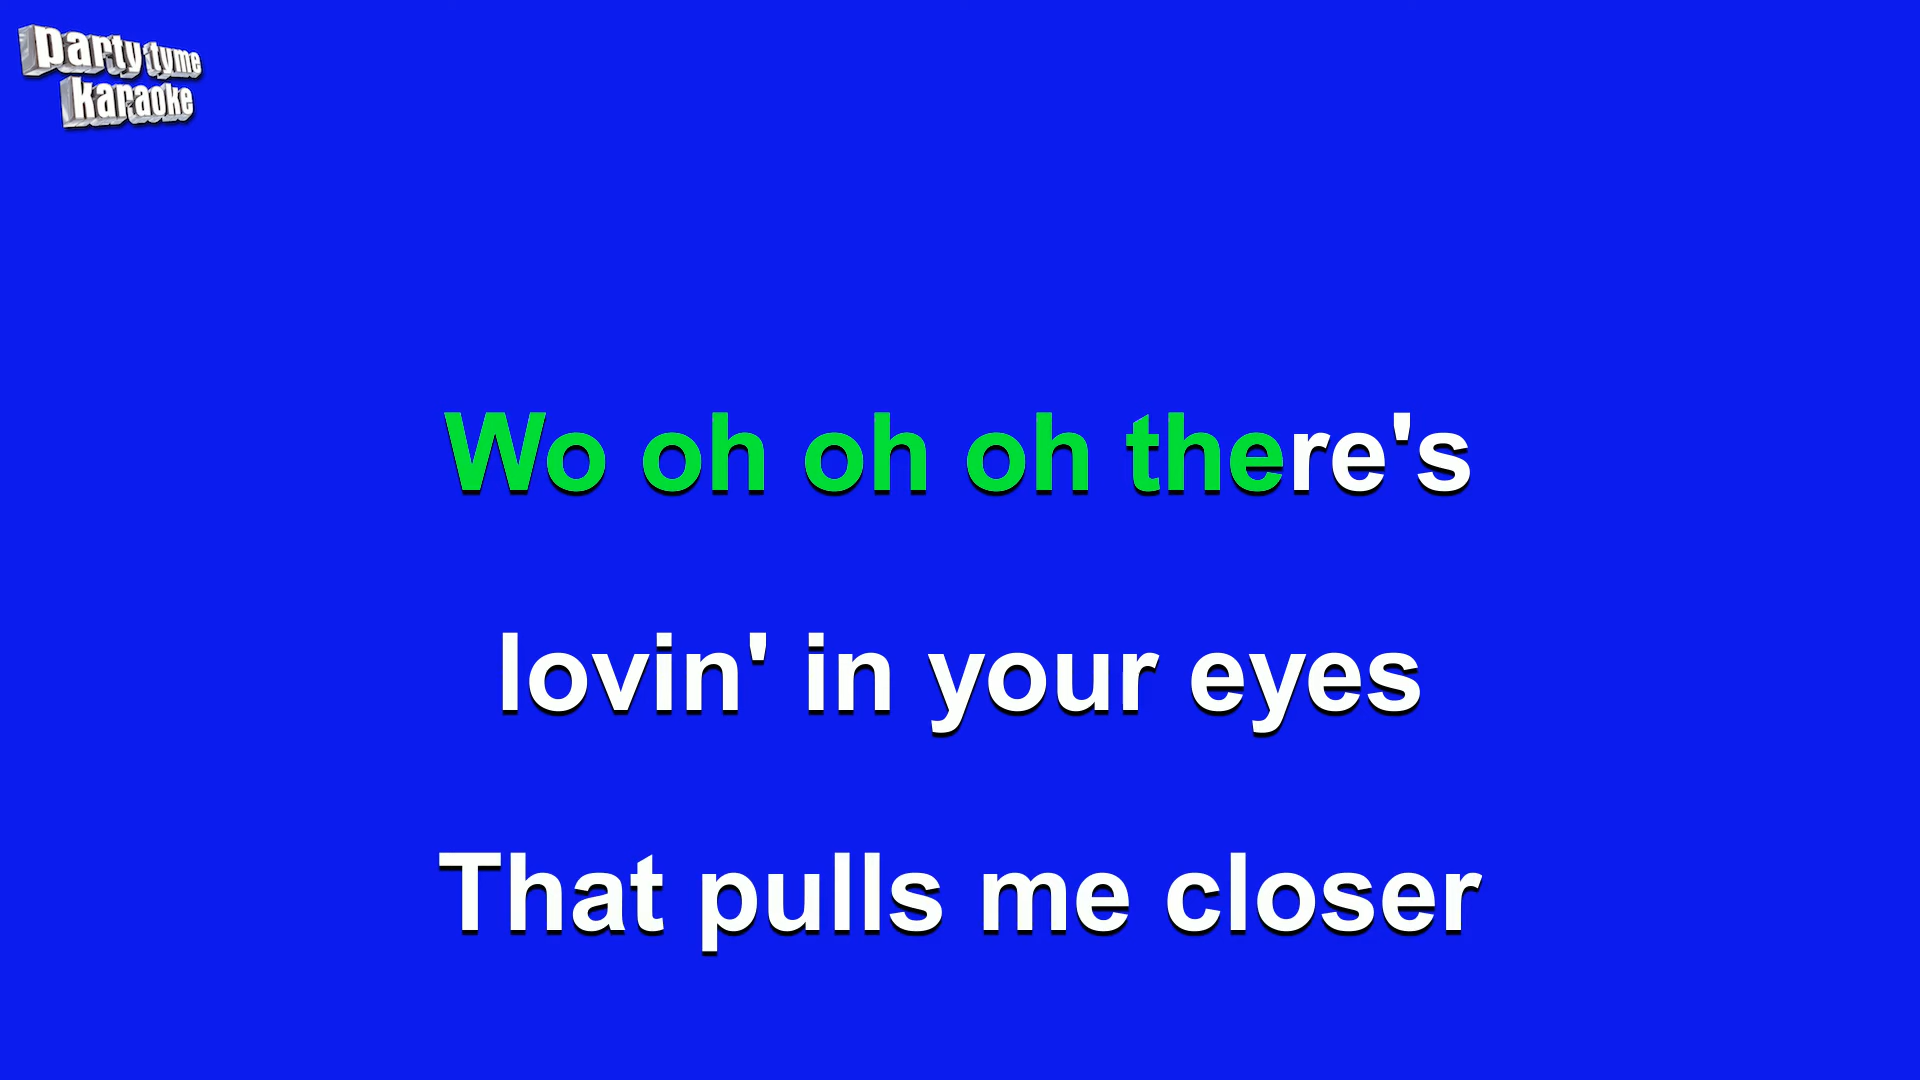 party tyme
karaoke
Wo oh oh oh there's
lovin' in your eyes
That pulls me closer